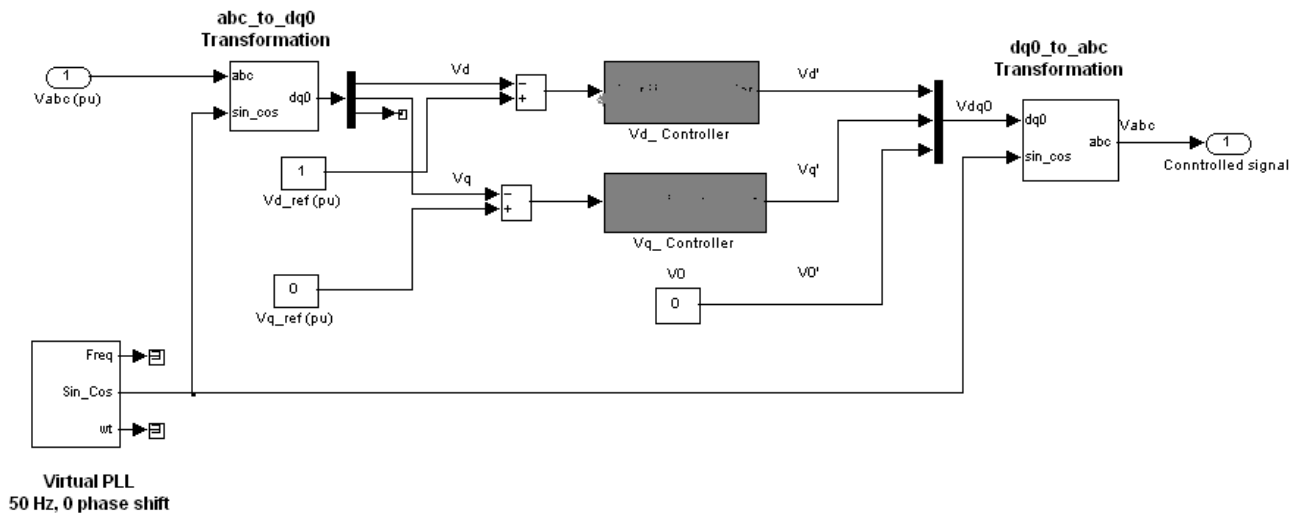 abc_to_dq0
Transformation
1
Vabc (pu)
abc
sin_cos
dq0
Vd
-
+
Vd_ Controller
Vd'
1
Vd_ref (pu)
Vq
-
+
Vq_ Controller
Vq'
0
Vq_ref (pu)
V0
0
V0'
Vdq0
dq0_to_abc
Transformation
dq0
sin_cos
abc
Vabc
1
Conntrolled signal
Freq
Sin_Cos
wt
Virtual PLL
50 Hz, 0 phase shift